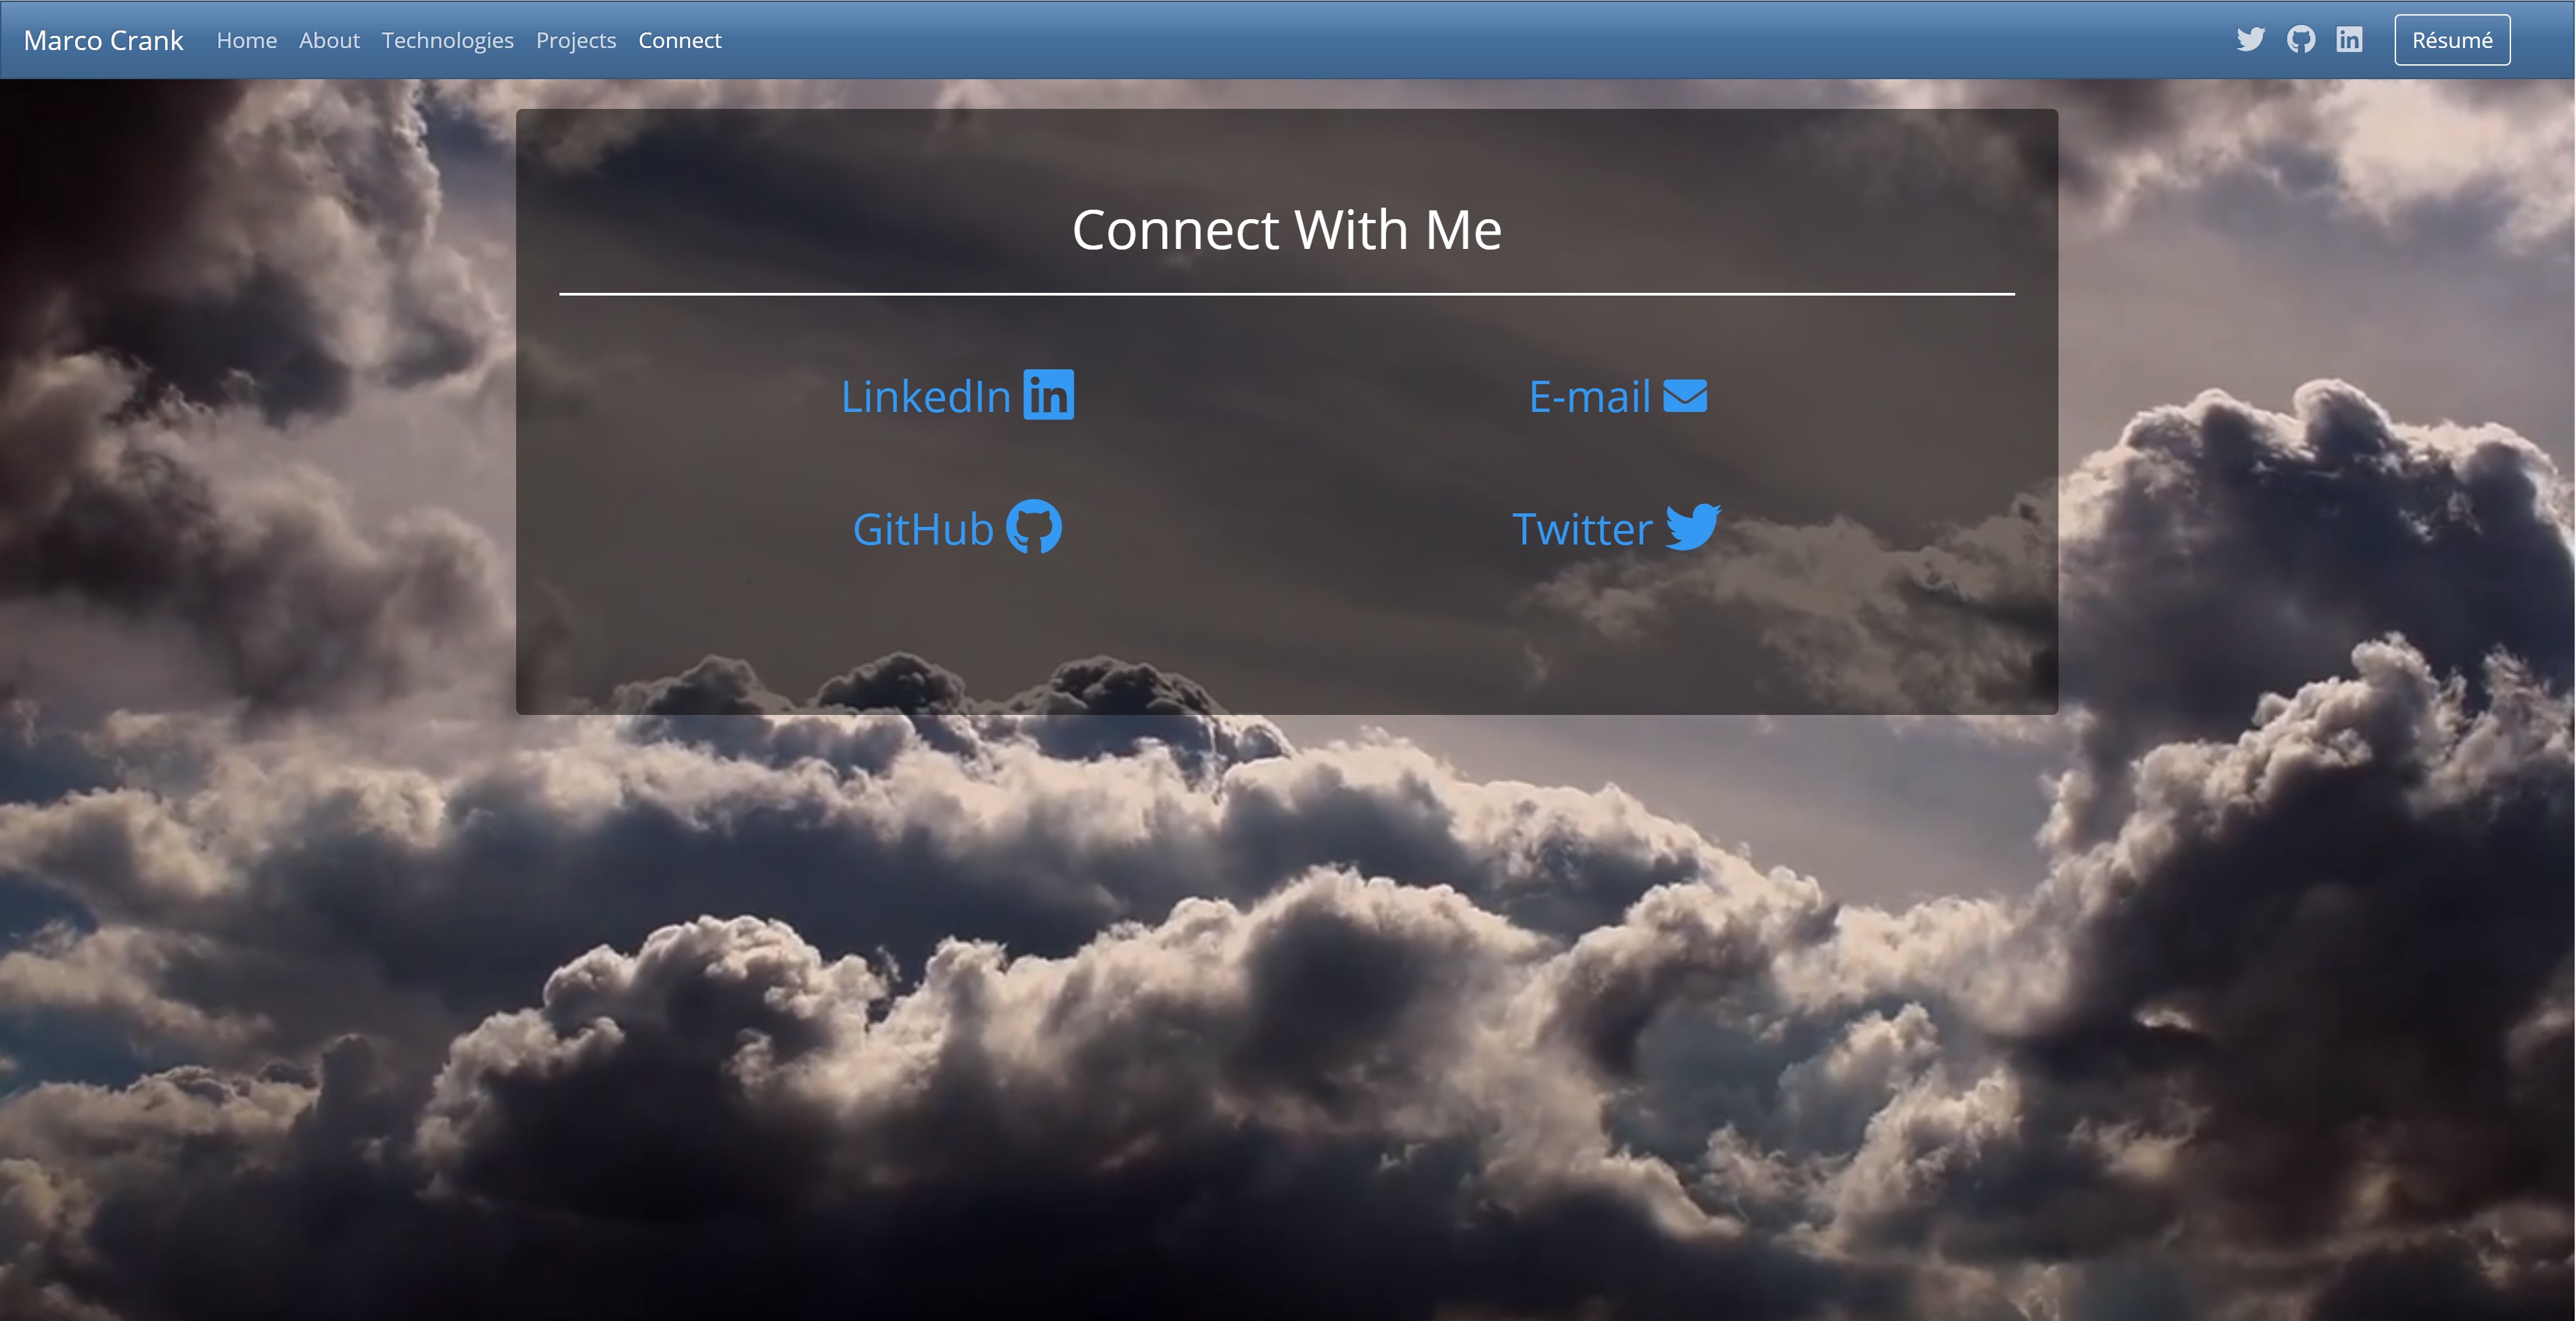 Marco Crank Home About Technologies Projects Connect Résumé
Connect With Me
LinkedIn E-mail
GitHub Twitter